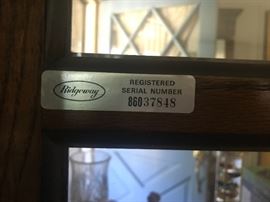 Ridgeway
REGISTERED
SERIAL NUMBER
86037848